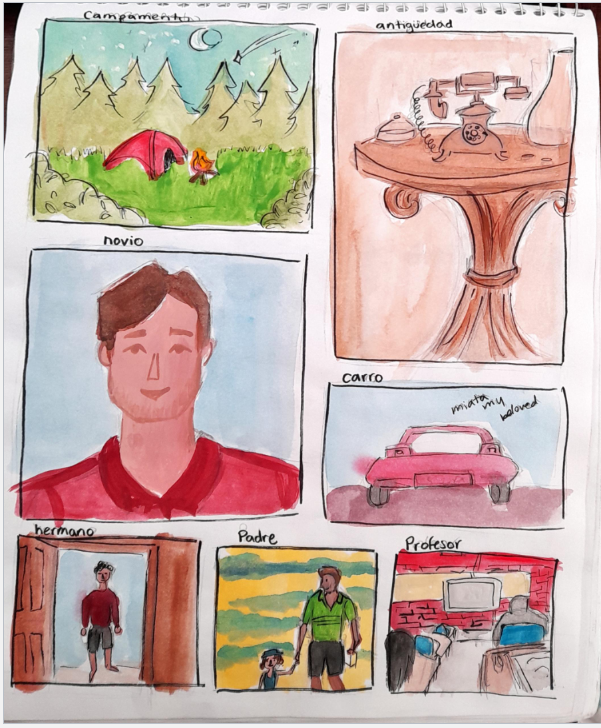 Campamento
antigüedad
novio
carro
miata my beloved
hermano
Padre
Profesor